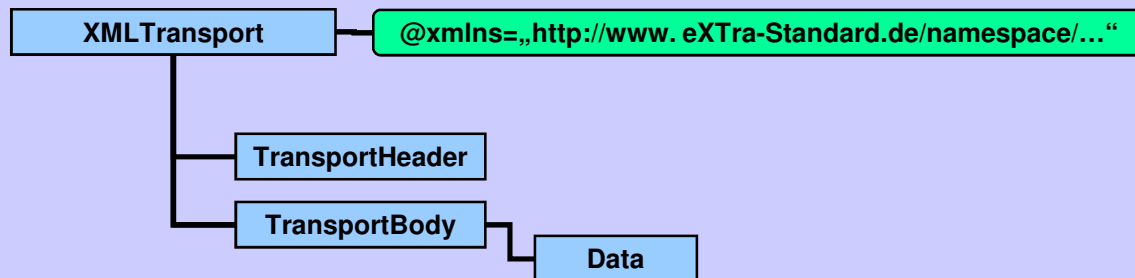 XMLTransport
@xmlns=„http://www. eXTra-Standard.de/namespace/…“
TransportHeader
TransportBody
Data